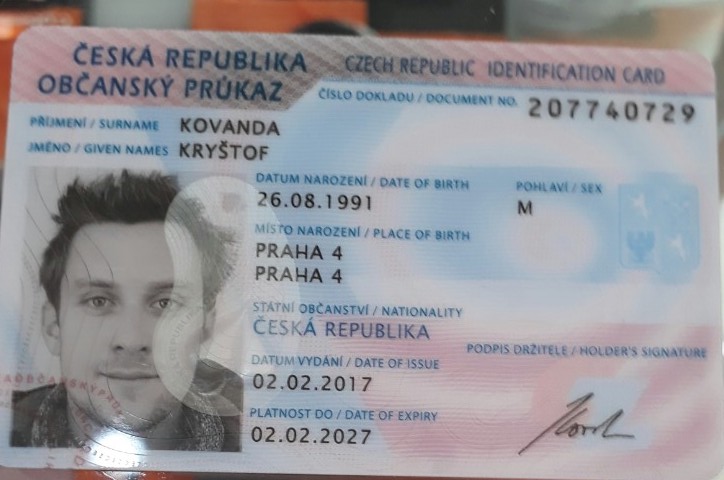 ČESKÁ REPUBLIKA CZECH REPUBLIC IDENTIFICATION CARD
OBČANSKÝ PRŮKAZ
ČÍSLO DOKLADU / DOCUMENT NO. 207740729
PŘÍJMENÍ / SURNAME KOVANDA
JMÉNO / GIVEN NAMES KRYŠTOF
DATUM NAROZENÍ / DATE OF BIRTH
26.08.1991
POHLAVÍ / SEX
M
MÍSTO NAROZENÍ / PLACE OF BIRTH
PRAHA 4
PRAHA 4
STÁTNÍ OBČANSTVÍ / NATIONALITY
ČESKÁ REPUBLIKA
DATUM VYDÁNÍ / DATE OF ISSUE
02.02.2017
PLATNOST DO / DATE OF EXPIRY
02.02.2027
PODPIS DRŽITELE / HOLDER'S SIGNATURE